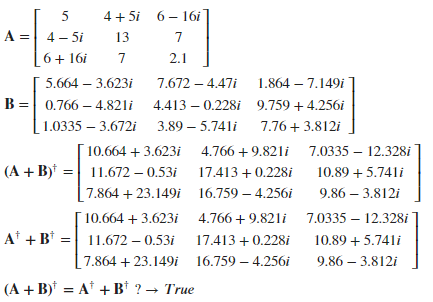 A = [ 5 4 + 5i 6 – 16i
4 – 5i 13 7
6 + 16i 7 2.1 ]
B = [ 5.664 – 3.623i 7.672 – 4.47i 1.864 – 7.149i
0.766 – 4.821i 4.413 – 0.228i 9.759 + 4.256i
1.0335 – 3.672i 3.89 – 5.741i 7.76 + 3.812i ]
(A + B)† = [ 10.664 + 3.623i 4.766 + 9.821i 7.0335 – 12.328i
11.672 – 0.53i 17.413 + 0.228i 10.89 + 5.741i
7.864 + 23.149i 16.759 – 4.256i 9.86 – 3.812i ]
A† + B† = [ 10.664 + 3.623i 4.766 + 9.821i 7.0335 – 12.328i
11.672 – 0.53i 17.413 + 0.228i 10.89 + 5.741i
7.864 + 23.149i 16.759 – 4.256i 9.86 – 3.812i ]
(A + B)† = A† + B† ? → True